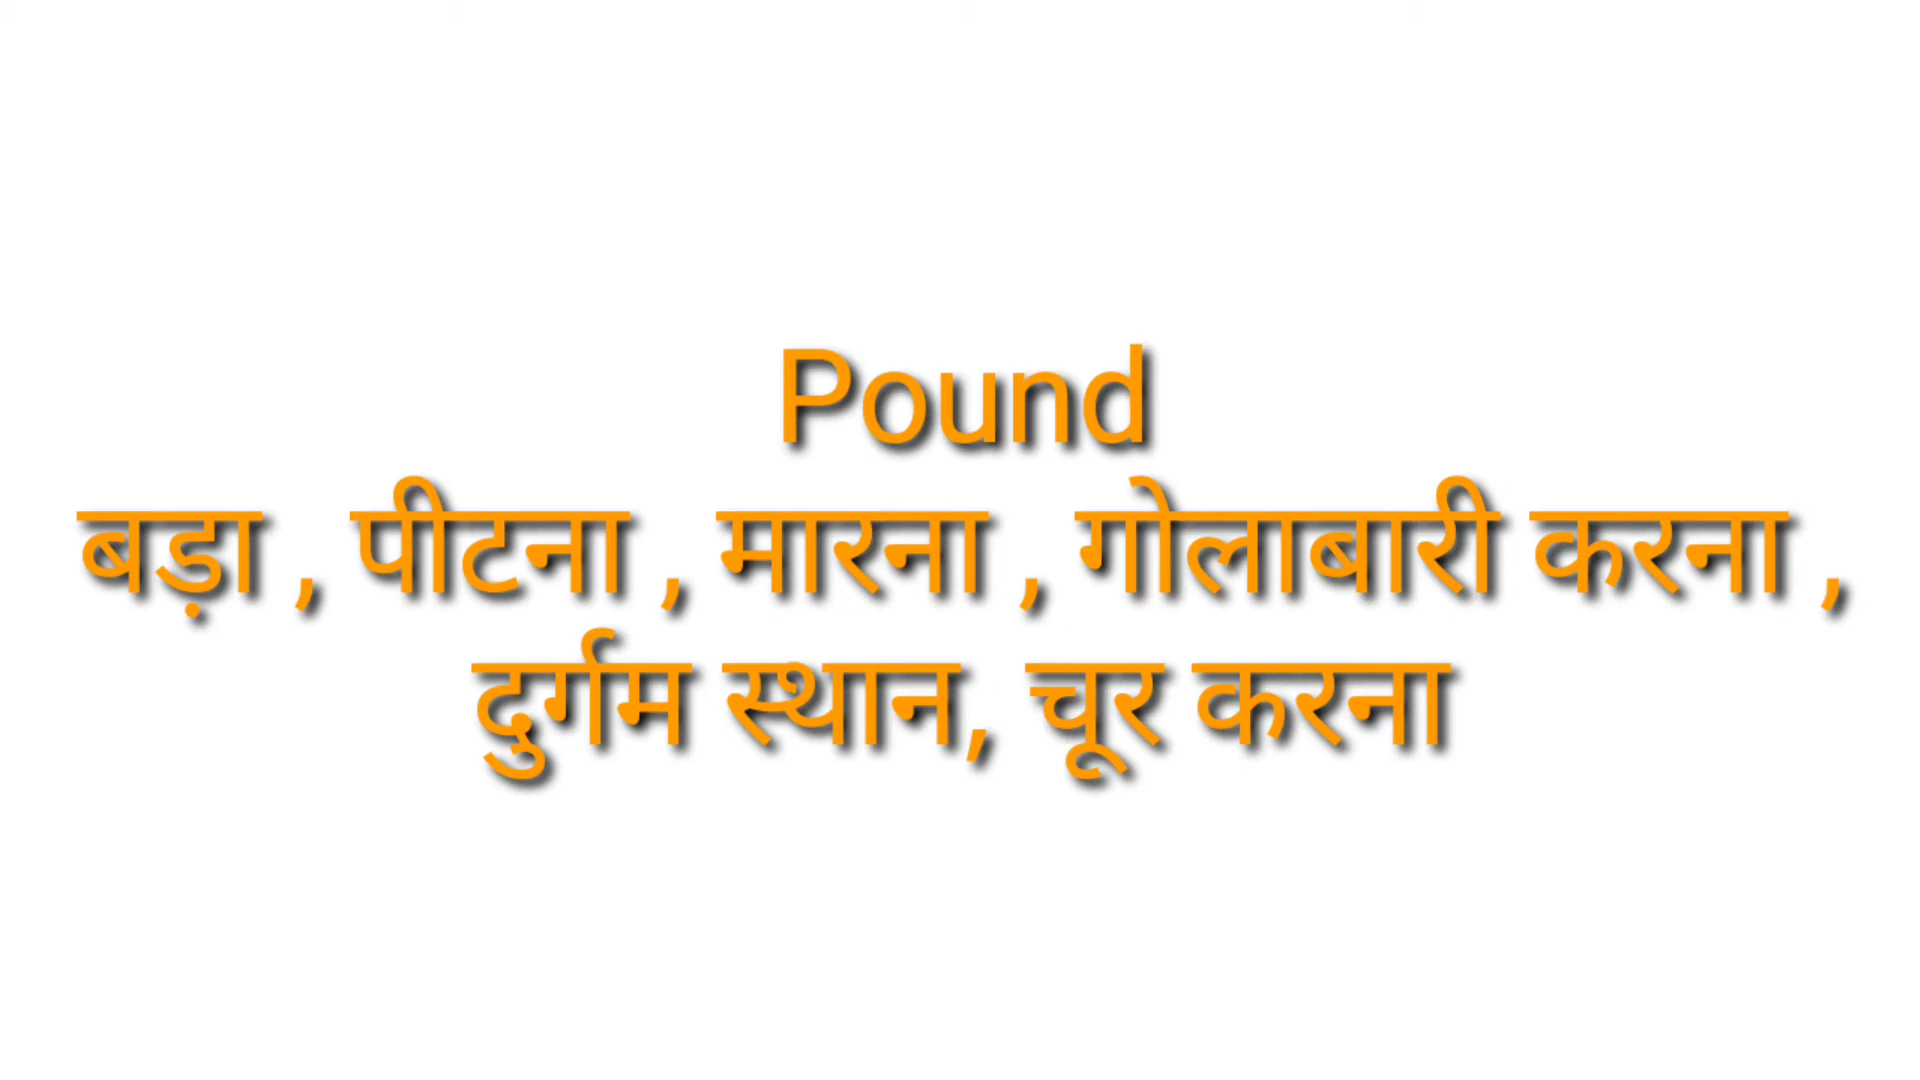 Pound
बड़ा , पीटना , मारना , गोलाबारी करना ,
दुर्गम स्थान, चूर करना